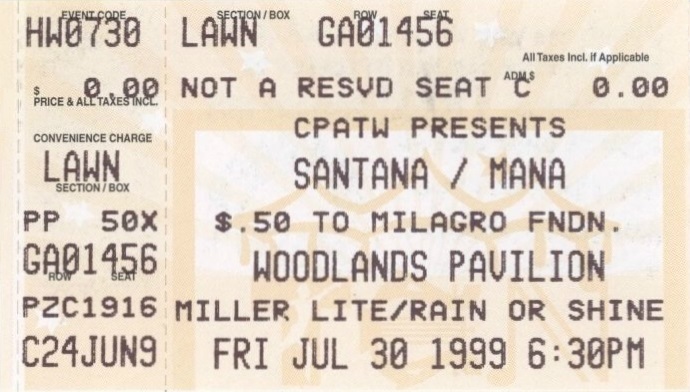 EVENT CODE SECTION / BOX ROW SEAT
HW0730 LAWN GA01456
All Taxes Incl. if Applicable
$ 0.00 NOT A RESVD SEAT ADM$ C 0.00
PRICE & ALL TAXES INCL.
CPATW PRESENTS
CONVENIENCE CHARGE
LAWN SANTANA / MANA
SECTION / BOX
PP 50X $.50 TO MILAGRO FNDN.
GA01456 WOODLANDS PAVILION
ROW SEAT
PZC1916 MILLER LITE/RAIN OR SHINE
C24JUN9 FRI JUL 30 1999 6:30PM